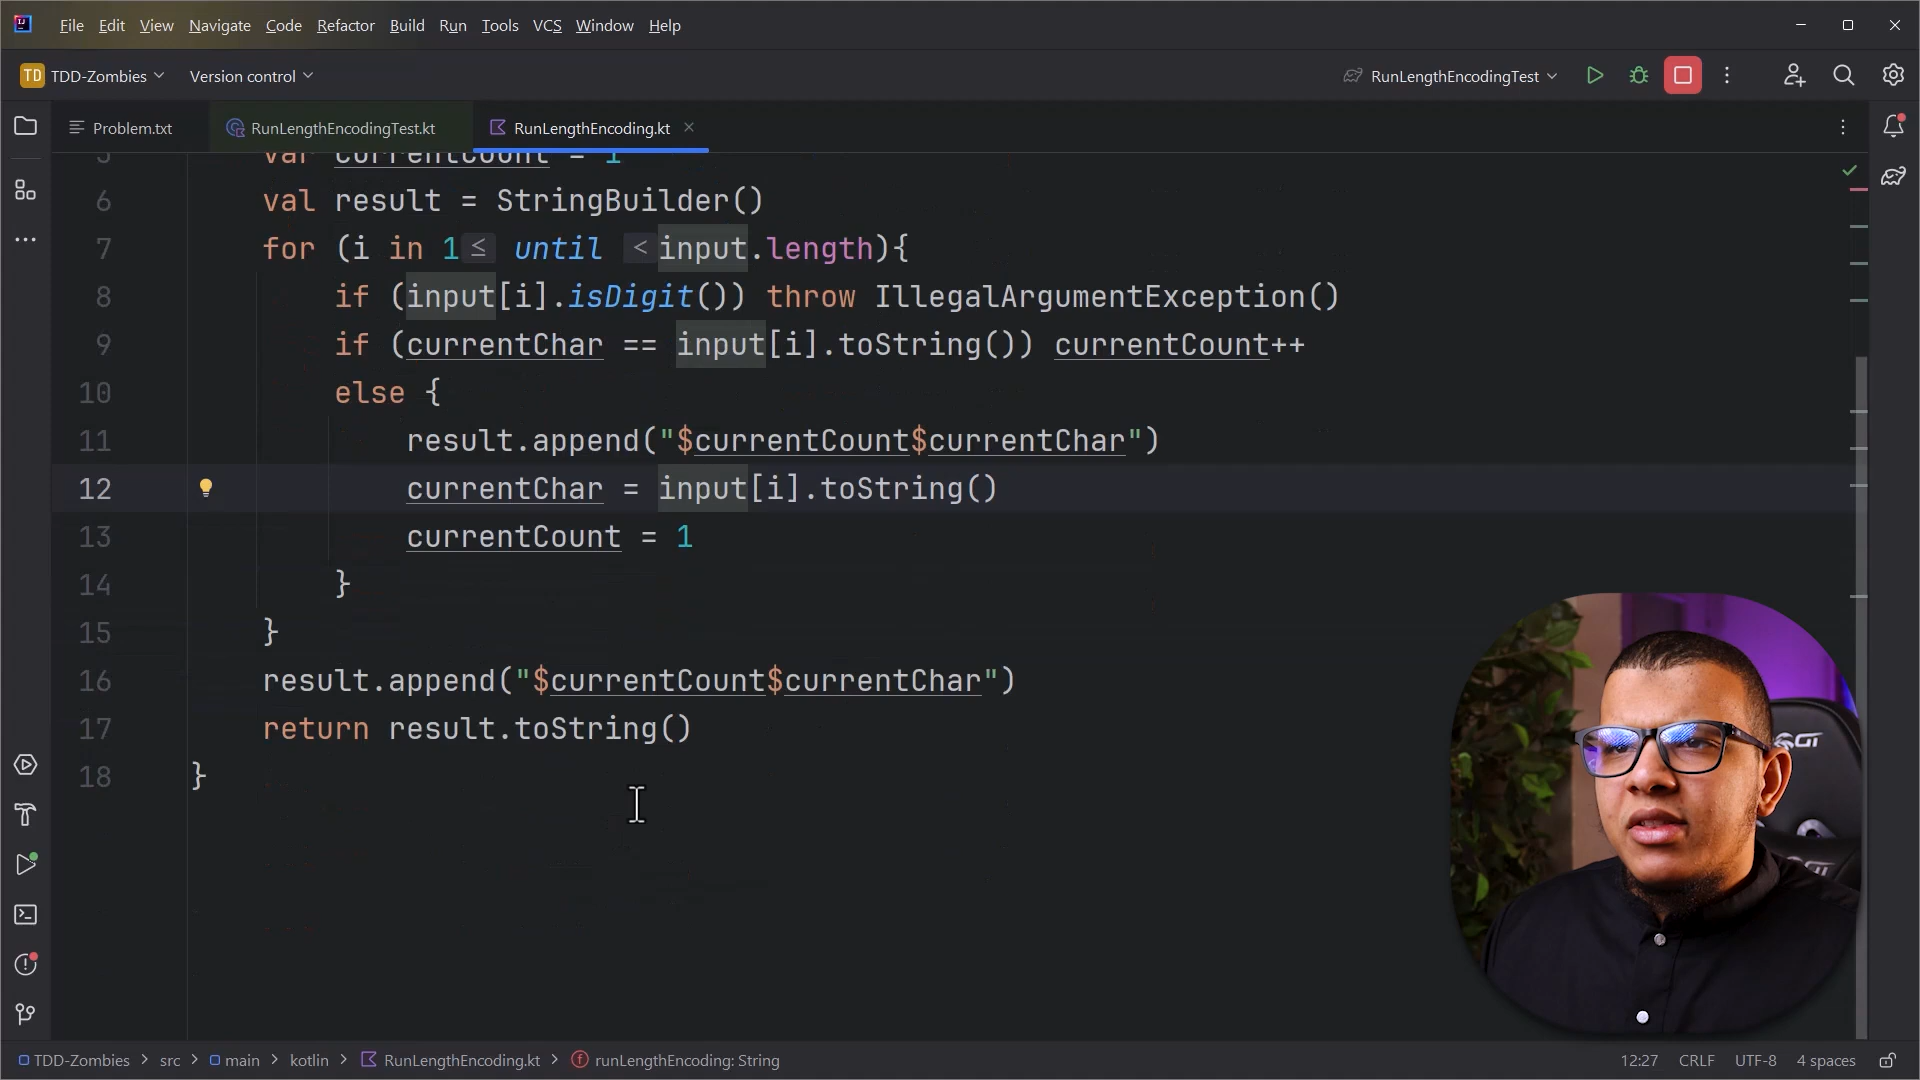 File Edit View Navigate Code Refactor Build Run Tools VCS Window Help
TD TDD-Zombies Version control RunLengthEncodingTest
Problem.txt RunLengthEncodingTest.kt RunLengthEncoding.kt
5 var currentCount = 1
6 val result = StringBuilder()
7 for (i in 1≤ until <input.length){
8 if (input[i].isDigit()) throw IllegalArgumentException()
9 if (currentChar == input[i].toString()) currentCount++
10 else {
11 result.append("$currentCount$currentChar")
12 currentChar = input[i].toString()
13 currentCount = 1
14 }
15 }
16 result.append("$currentCount$currentChar")
17 return result.toString()
18 }
TDD-Zombies > src > main > kotlin > RunLengthEncoding.kt > runLengthEncoding: String 12:27 CRLF UTF-8 4 spaces